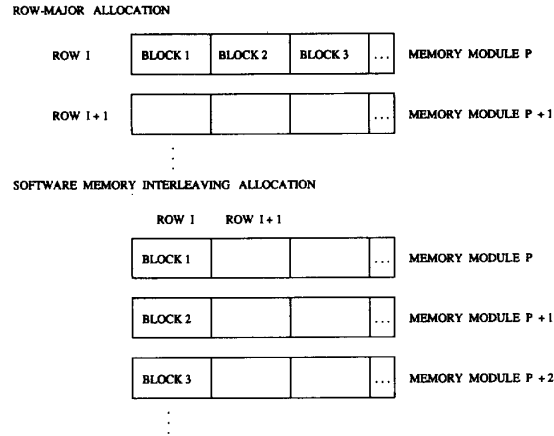 ROW-MAJOR ALLOCATION
ROW I BLOCK 1 BLOCK 2 BLOCK 3 ... MEMORY MODULE P
ROW I + 1 ... MEMORY MODULE P + 1
SOFTWARE MEMORY INTERLEAVING ALLOCATION
ROW I ROW I + 1
BLOCK 1 ... MEMORY MODULE P
BLOCK 2 ... MEMORY MODULE P + 1
BLOCK 3 ... MEMORY MODULE P + 2